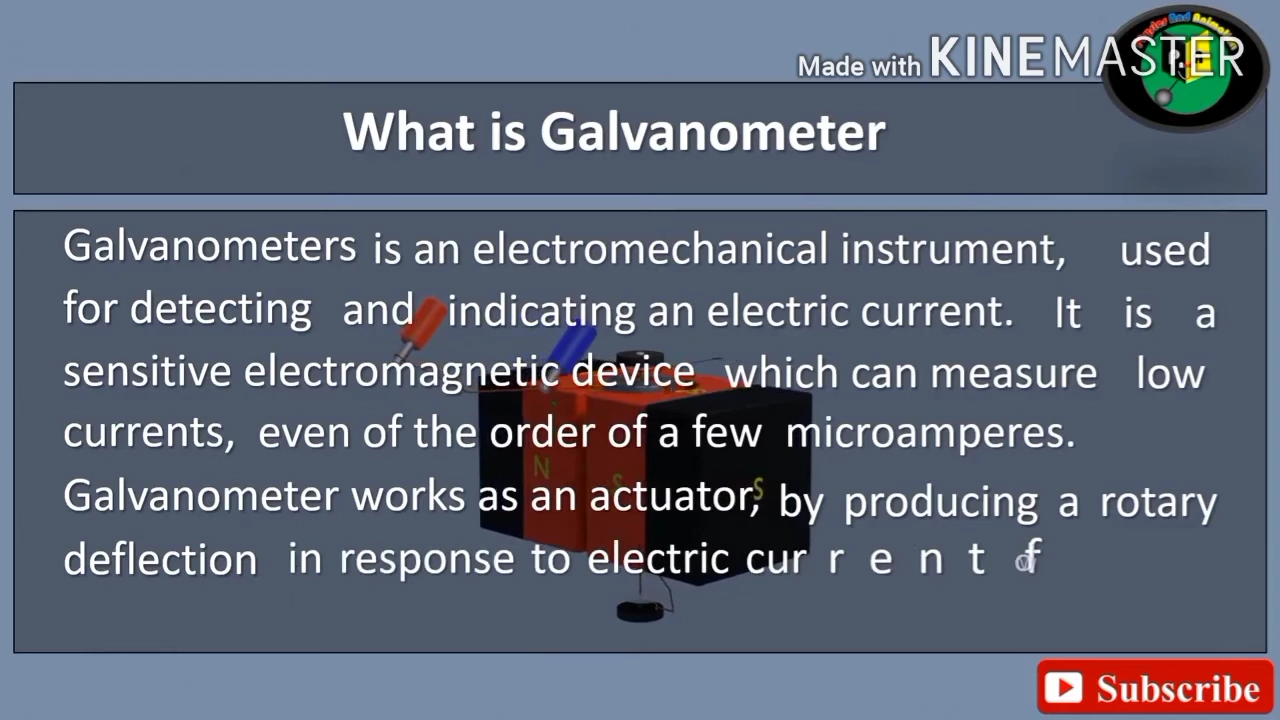 Made with KINEMASTER
What is Galvanometer
Galvanometers is an electromechanical instrument, used
for detecting and indicating an electric current. It is a
sensitive electromagnetic device which can measure low
currents, even of the order of a few microamperes.
Galvanometer works as an actuator, by producing a rotary
deflection in response to electric current f
N S S
Subscribe